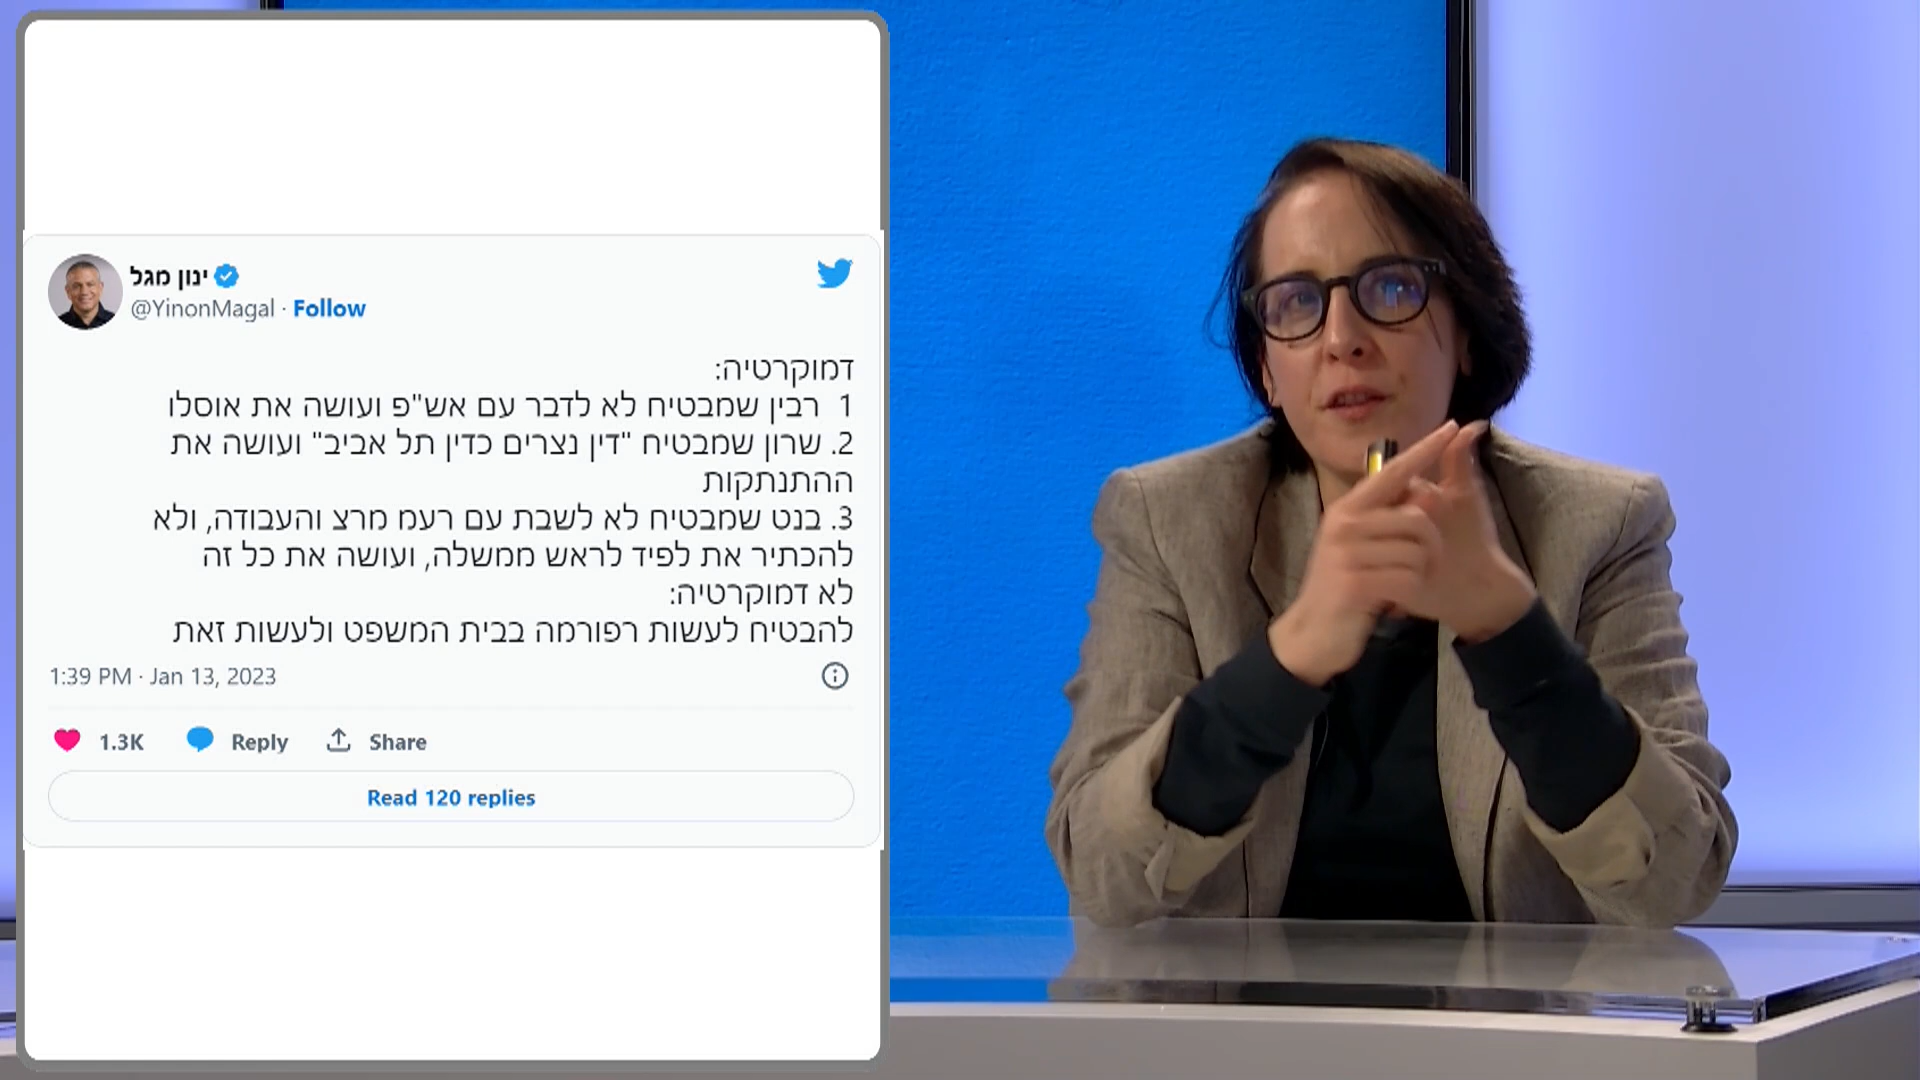 ינון מגל
@YinonMagal · Follow
דמוקרטיה:
1 רבין שמבטיח לא לדבר עם אש"פ ועושה את אוסלו
2. שרון שמבטיח "דין נצרים כדין תל אביב" ועושה את
ההתנתקות
3. בנט שמבטיח לא לשבת עם רעמ מרצ והעבודה, ולא
להכתיר את לפיד לראש ממשלה, ועושה את כל זה
לא דמוקרטיה:
להבטיח לעשות רפורמה בבית המשפט ולעשות זאת
1:39 PM · Jan 13, 2023
1.3K Reply Share
Read 120 replies